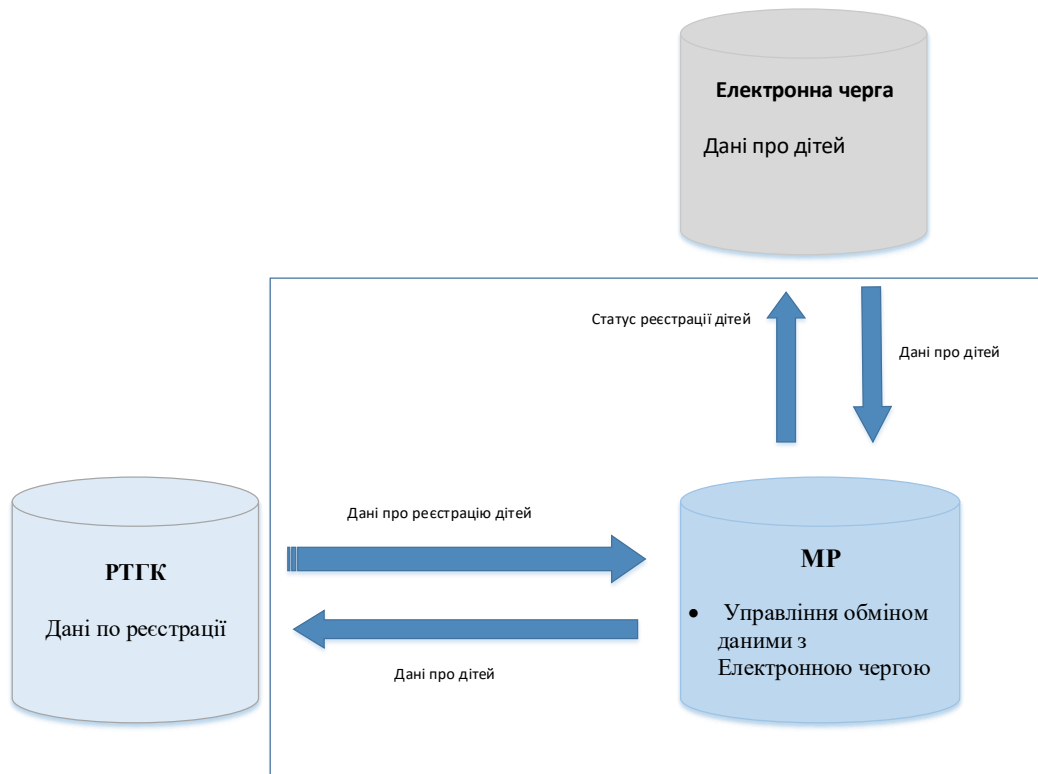 Електронна черга
Дані про дітей
Статус реєстрації дітей
Дані про дітей
Дані про реєстрацію дітей
РТГК
Дані по реєстрації
МР
• Управління обміном
даними з
Електронною чергою
Дані про дітей